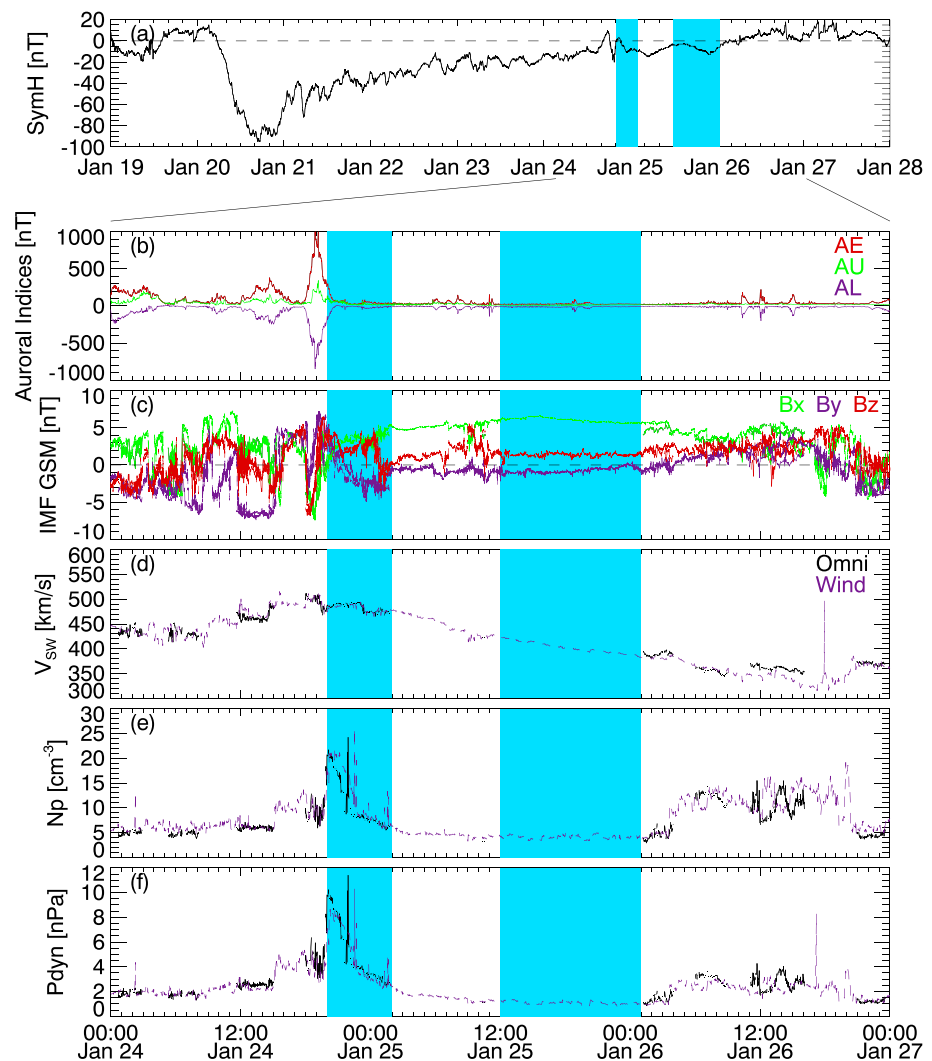 (a)
SymH [nT]
20
0
-20
-40
-60
-80
-100
Jan 19 Jan 20 Jan 21 Jan 22 Jan 23 Jan 24 Jan 25 Jan 26 Jan 27 Jan 28
(b)
Auroral Indices [nT]
1000
500
0
-500
-1000
AE
AU
AL
(c)
IMF GSM [nT]
10
5
0
-5
-10
Bx By Bz
(d)
Vsw [km/s]
600
550
500
450
400
350
300
Omni
Wind
(e)
Np [cm-3]
30
25
20
15
10
5
0
(f)
Pdyn [nPa]
12
10
8
6
4
2
0
00:00 12:00 00:00 12:00 00:00 12:00 00:00
Jan 24 Jan 24 Jan 25 Jan 25 Jan 26 Jan 26 Jan 27